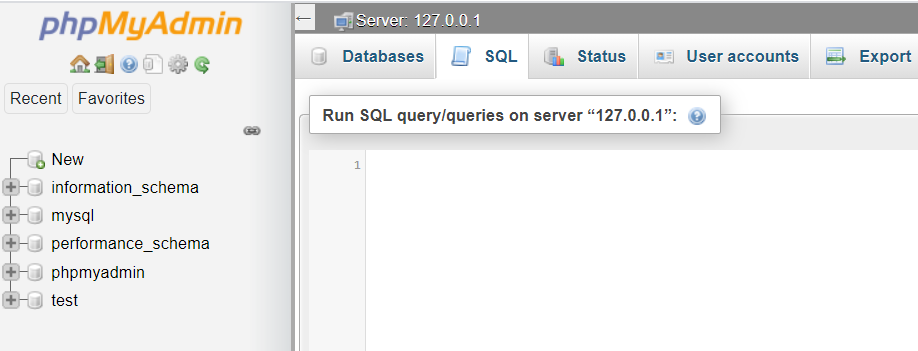 phpMyAdmin
Recent Favorites
New
information_schema
mysql
performance_schema
phpmyadmin
test
Server: 127.0.0.1
Databases SQL Status User accounts Export
Run SQL query/queries on server “127.0.0.1”:
1